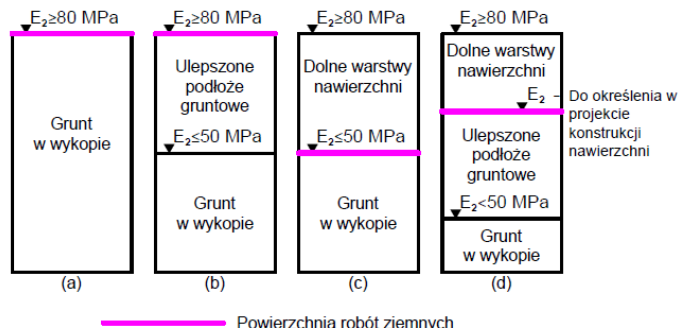 E₂≥80 MPa
Grunt
w wykopie
(a)
E₂≥80 MPa
Ulepszone
podłoże
gruntowe
E₂≤50 MPa
Grunt
w wykopie
(b)
E₂≥80 MPa
Dolne warstwy
nawierzchni
E₂≤50 MPa
Grunt
w wykopie
(c)
E₂≥80 MPa
Dolne warstwy
nawierzchni
E₂ - Do określenia w
projekcie
konstrukcji
nawierzchni
Ulepszone
podłoże
gruntowe
E₂<50 MPa
Grunt
w wykopie
(d)
Powierzchnia robót ziemnych